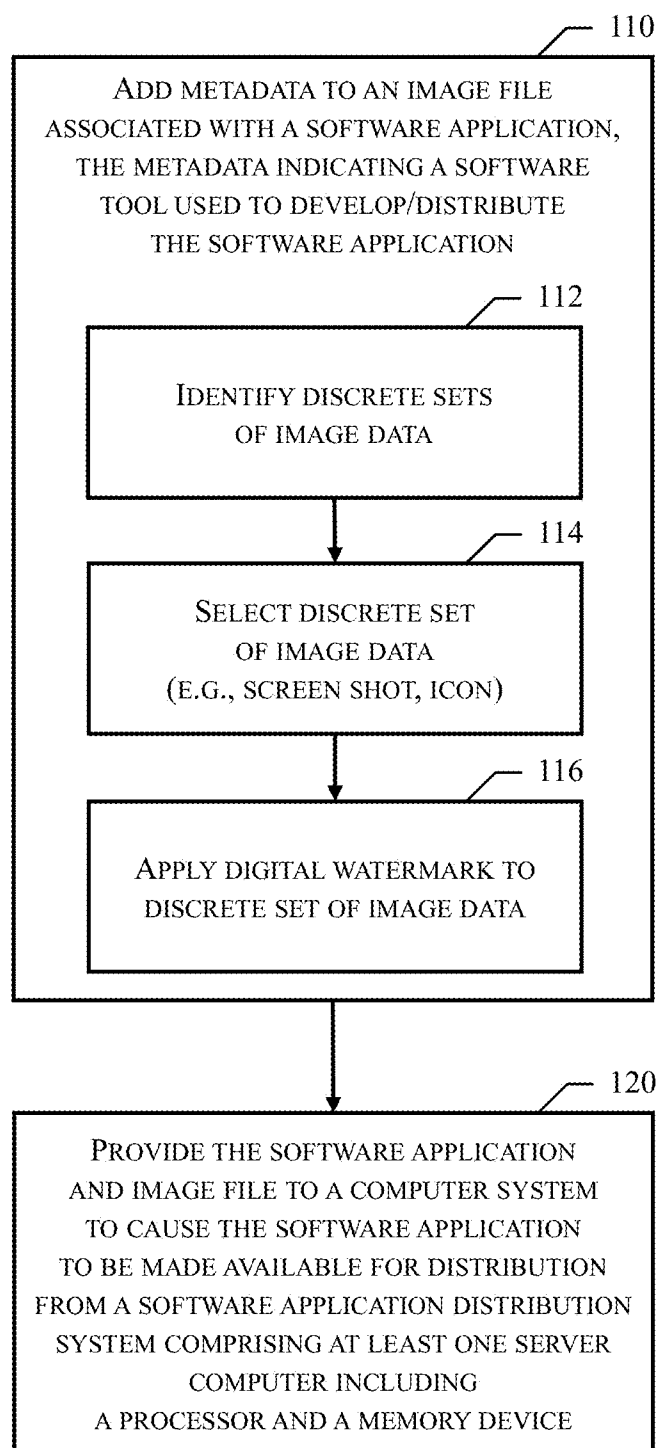 110
ADD METADATA TO AN IMAGE FILE
ASSOCIATED WITH A SOFTWARE APPLICATION,
THE METADATA INDICATING A SOFTWARE
TOOL USED TO DEVELOP/DISTRIBUTE
THE SOFTWARE APPLICATION
112
IDENTIFY DISCRETE SETS
OF IMAGE DATA
114
SELECT DISCRETE SET
OF IMAGE DATA
(E.G., SCREEN SHOT, ICON)
116
APPLY DIGITAL WATERMARK TO
DISCRETE SET OF IMAGE DATA
120
PROVIDE THE SOFTWARE APPLICATION
AND IMAGE FILE TO A COMPUTER SYSTEM
TO CAUSE THE SOFTWARE APPLICATION
TO BE MADE AVAILABLE FOR DISTRIBUTION
FROM A SOFTWARE APPLICATION DISTRIBUTION
SYSTEM COMPRISING AT LEAST ONE SERVER
COMPUTER INCLUDING
A PROCESSOR AND A MEMORY DEVICE